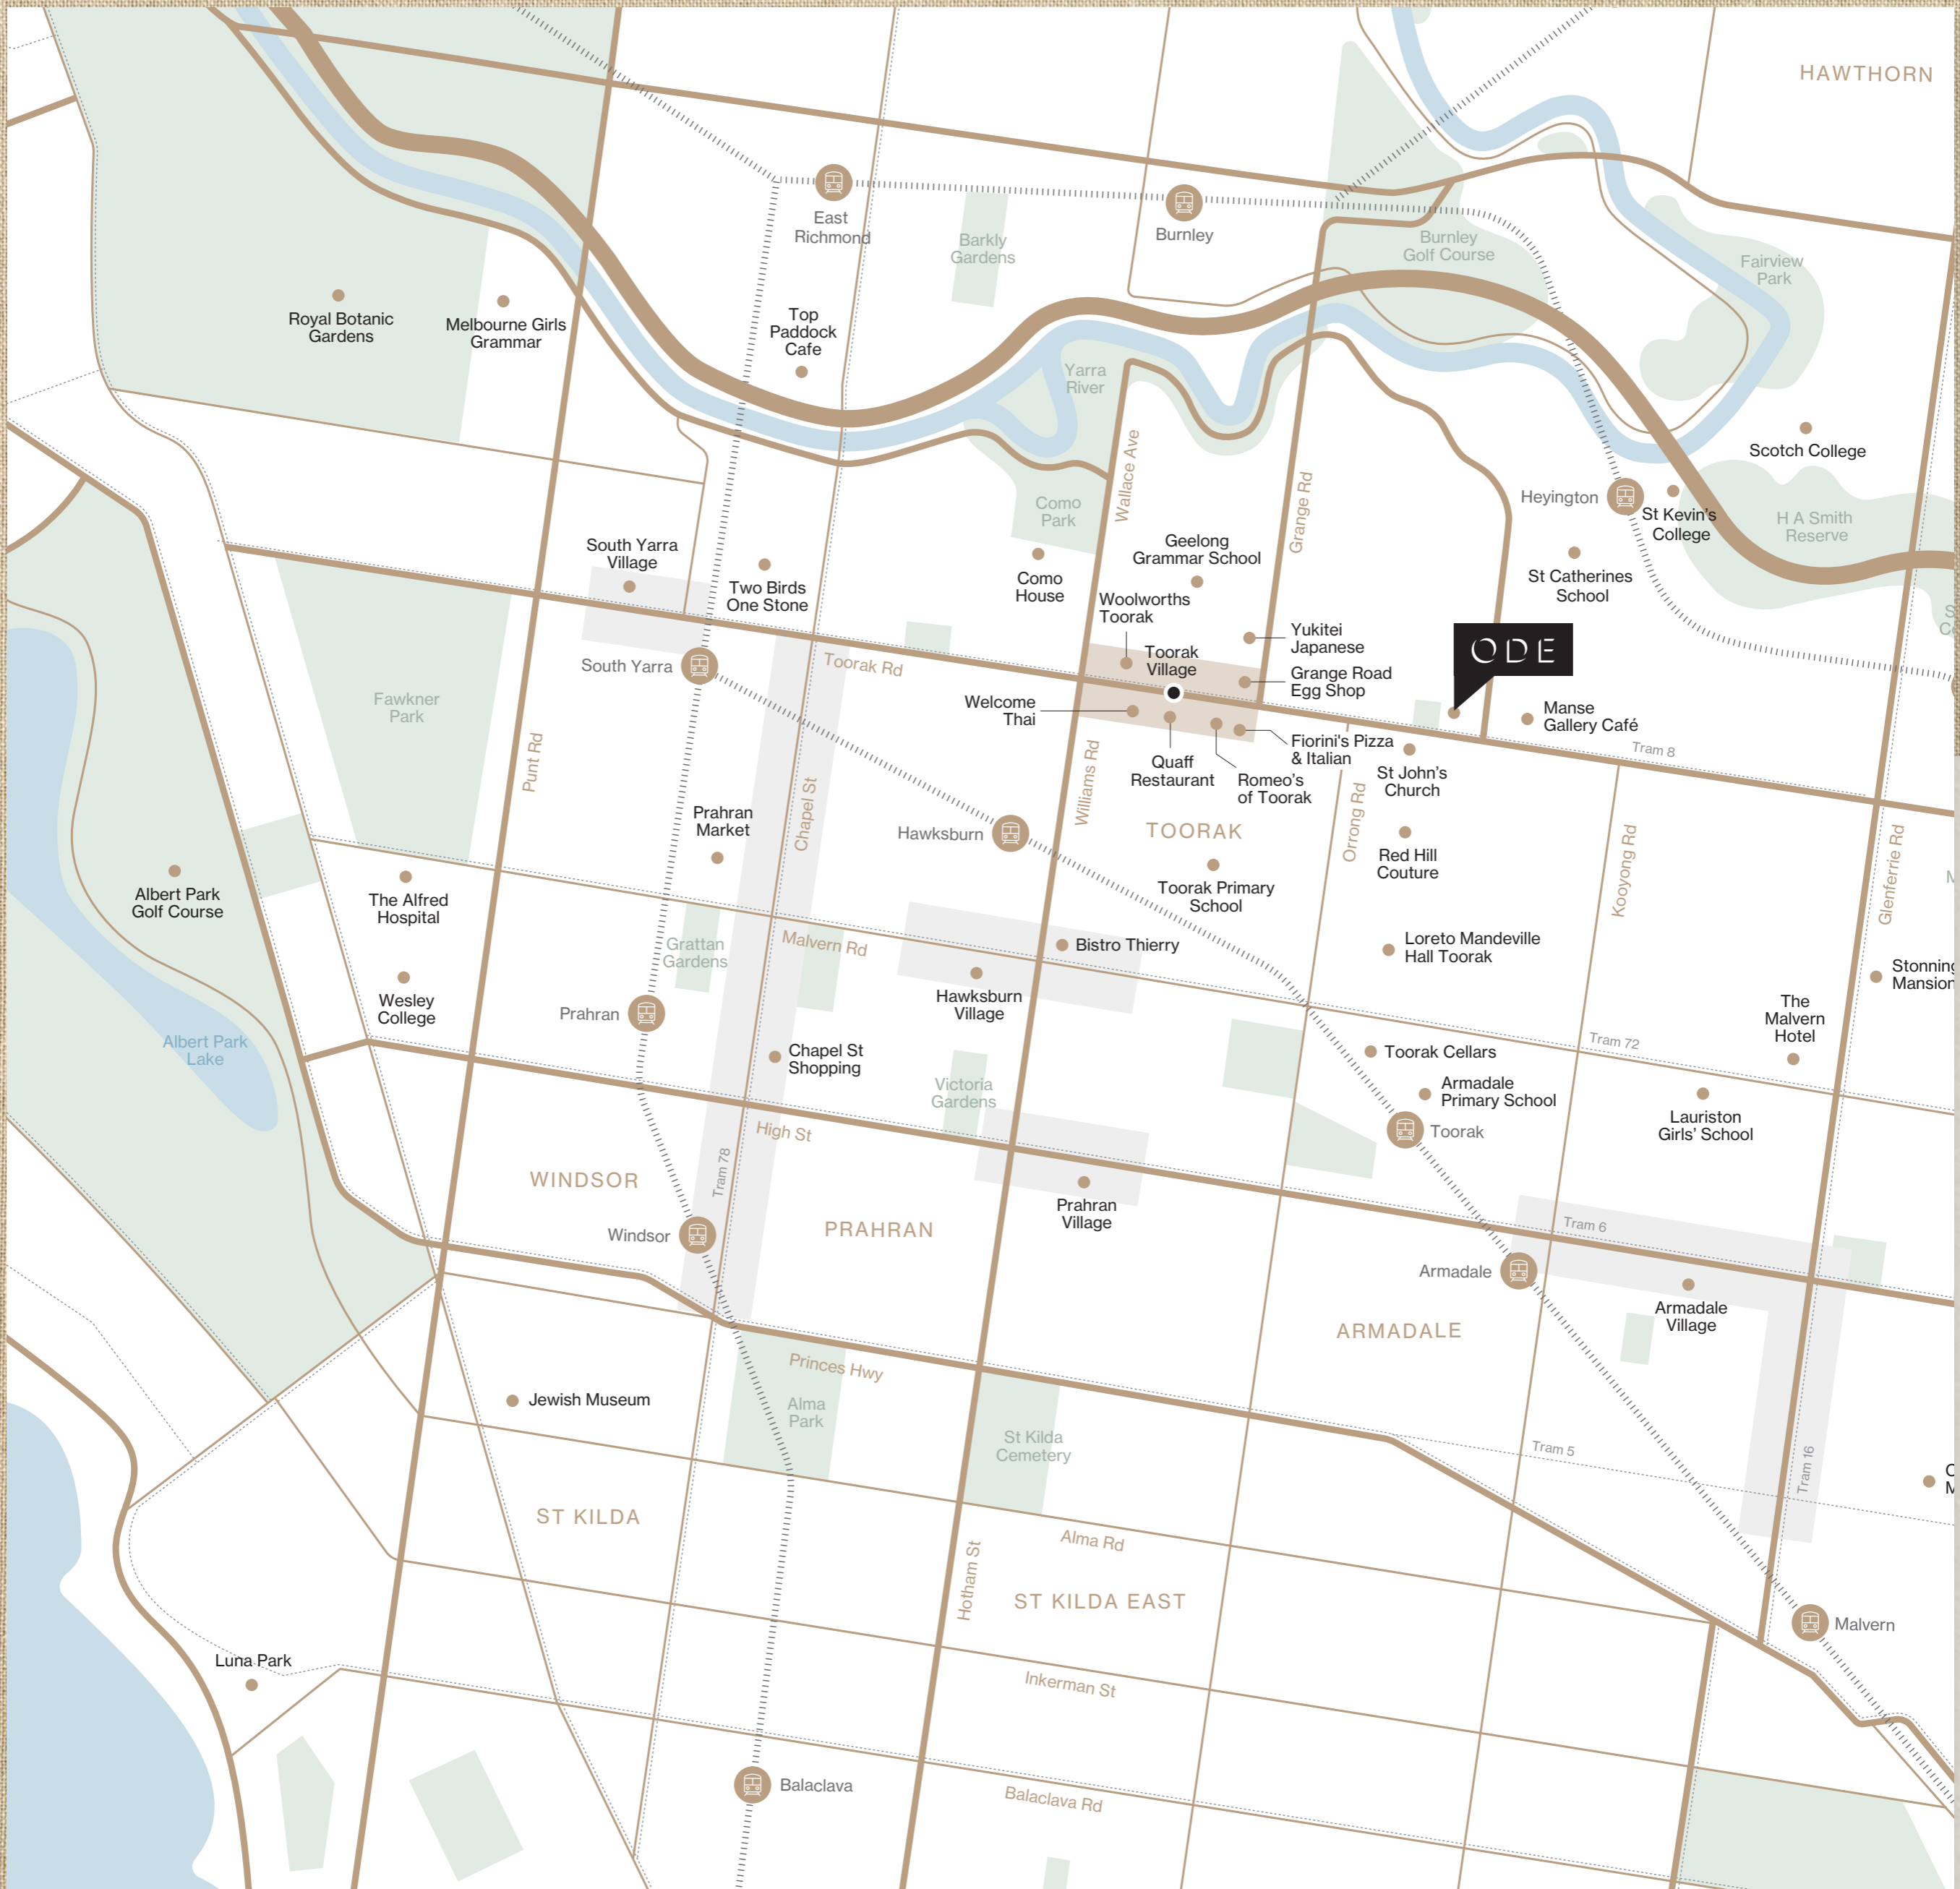 HAWTHORN
East
Richmond
Burnley
Barkly
Gardens
Burnley
Golf Course
Fairview
Park
Royal Botanic
Gardens
Melbourne Girls
Grammar
Top
Paddock
Cafe
Yarra
River
Scotch College
Wallace Ave
Grange Rd
Heyington
St Kevin's
College
H A Smith
Reserve
Como
Park
South Yarra
Village
Two Birds
One Stone
Como
House
Geelong
Grammar School
St Catherines
School
Woolworths
Toorak
Yukitei
Japanese
Toorak
Village
Grange Road
Egg Shop
ODE
South Yarra
Toorak Rd
Welcome
Thai
Manse
Gallery Café
Fawkner
Park
Punt Rd
Quaff
Restaurant
Romeo's
of Toorak
Fiorini's Pizza
& Italian
St John's
Church
Tram 8
Williams Rd
Chapel St
Prahran
Market
Hawksburn
TOORAK
Orrong Rd
Red Hill
Couture
Kooyong Rd
Glenferrie Rd
Albert Park
Golf Course
The Alfred
Hospital
Toorak Primary
School
Grattan
Gardens
Malvern Rd
Bistro Thierry
Loreto Mandeville
Hall Toorak
Hawksburn
Village
Wesley
College
Prahran
Albert Park
Lake
The
Malvern
Hotel
Chapel St
Shopping
Victoria
Gardens
Toorak Cellars
Tram 72
Armadale
Primary School
Toorak
Lauriston
Girls' School
High St
WINDSOR
Tram 78
Prahran
Village
PRAHRAN
Windsor
Tram 6
Armadale
Armadale
Village
ARMADALE
Princes Hwy
Jewish Museum
Alma
Park
St Kilda
Cemetery
Tram 5
Tram 16
ST KILDA
Alma Rd
Hotham St
ST KILDA EAST
Malvern
Luna Park
Inkerman St
Balaclava
Balaclava Rd